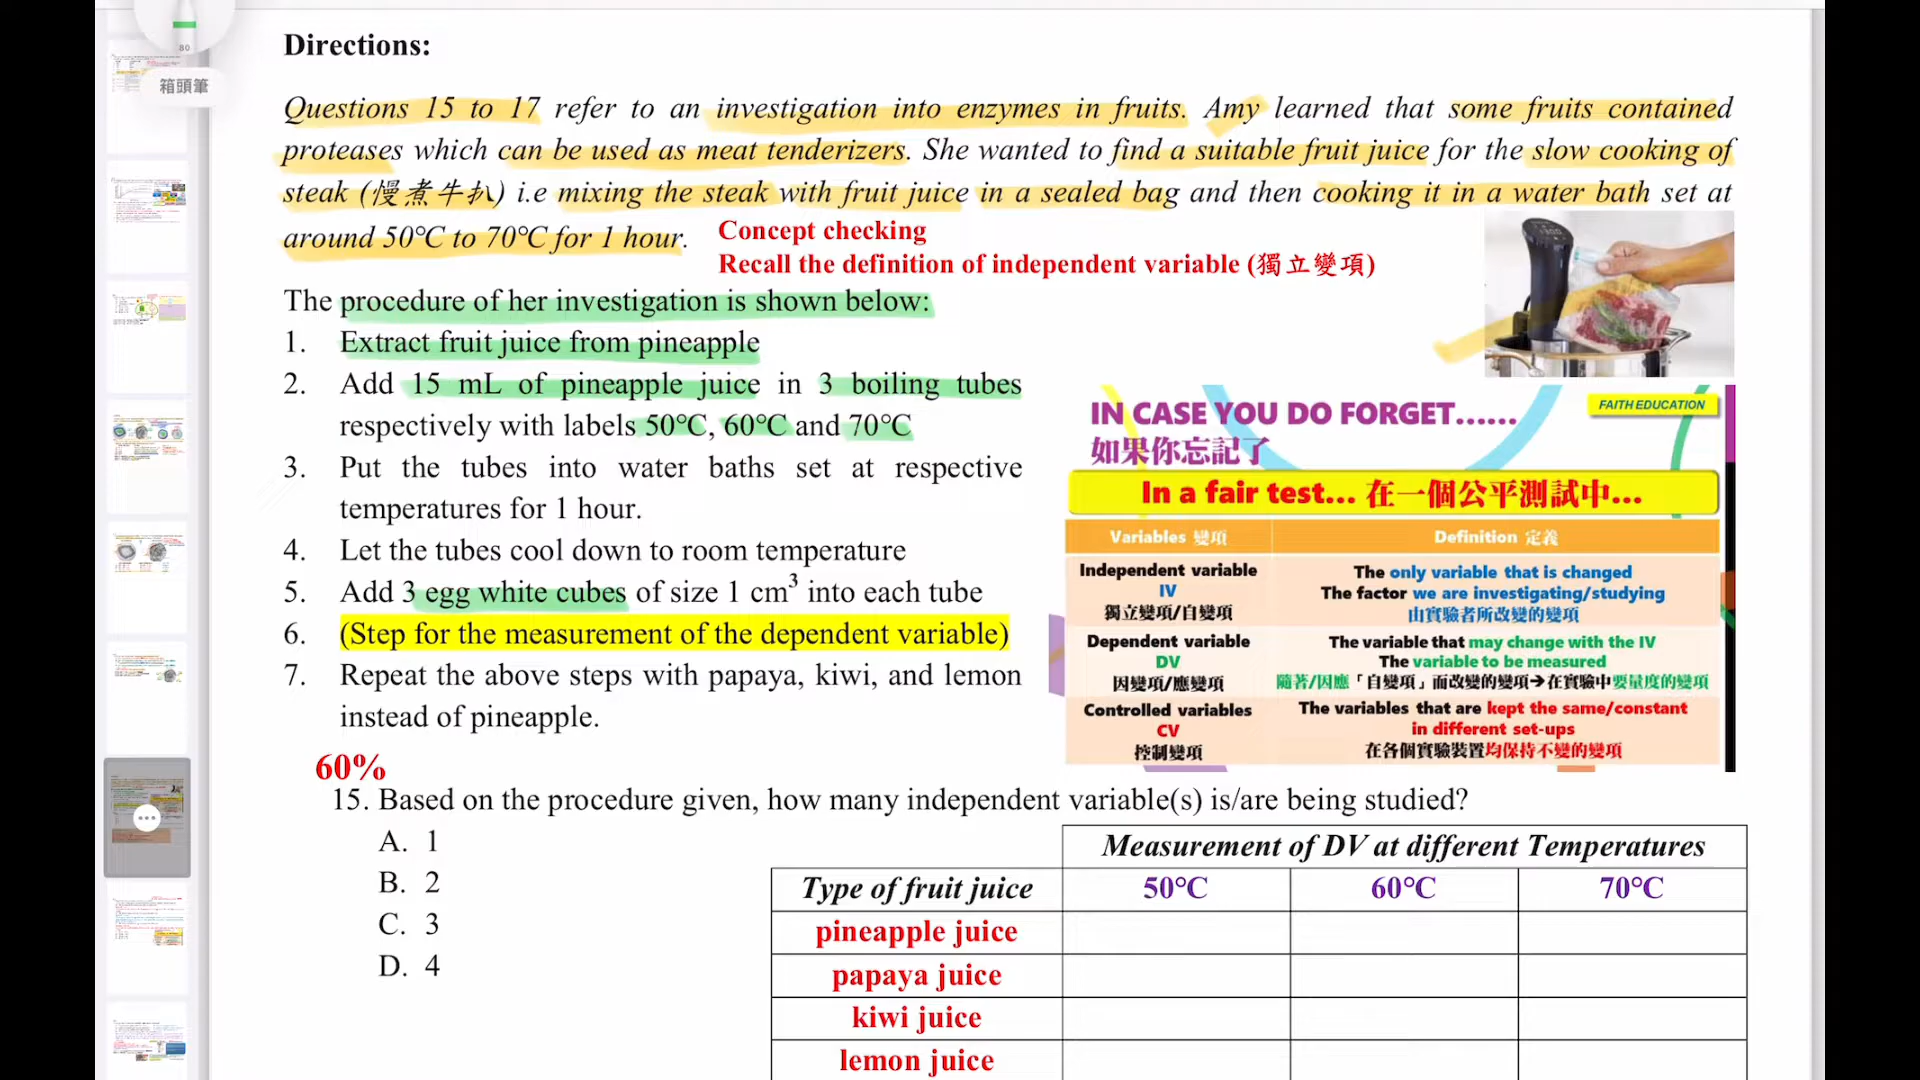 80
箱頭筆
Directions:
Questions 15 to 17 refer to an investigation into enzymes in fruits. Amy learned that some fruits contained
proteases which can be used as meat tenderizers. She wanted to find a suitable fruit juice for the slow cooking of
steak (慢煮牛扒) i.e mixing the steak with fruit juice in a sealed bag and then cooking it in a water bath set at
around 50°C to 70°C for 1 hour.
Concept checking
Recall the definition of independent variable (獨立變項)
The procedure of her investigation is shown below:
1. Extract fruit juice from pineapple
2. Add 15 mL of pineapple juice in 3 boiling tubes
respectively with labels 50°C, 60°C and 70°C
3. Put the tubes into water baths set at respective
temperatures for 1 hour.
4. Let the tubes cool down to room temperature
5. Add 3 egg white cubes of size 1 cm³ into each tube
6. (Step for the measurement of the dependent variable)
7. Repeat the above steps with papaya, kiwi, and lemon
instead of pineapple.
IN CASE YOU DO FORGET......
FAITH EDUCATION
如果你忘記了
In a fair test... 在一個公平測試中...
Variables 變項 Definition 定義
Independent variable
IV
獨立變項/自變項
The only variable that is changed
The factor we are investigating/studying
由實驗者所改變的變項
Dependent variable
DV
因變項/應變項
The variable that may change with the IV
The variable to be measured
隨著/因應「自變項」而改變的變項→在實驗中要量度的變項
Controlled variables
CV
控制變項
The variables that are kept the same/constant
in different set-ups
在各個實驗裝置均保持不變的變項
60%
15. Based on the procedure given, how many independent variable(s) is/are being studied?
A. 1
B. 2
C. 3
D. 4
Measurement of DV at different Temperatures
Type of fruit juice 50°C 60°C 70°C
pineapple juice
papaya juice
kiwi juice
lemon juice